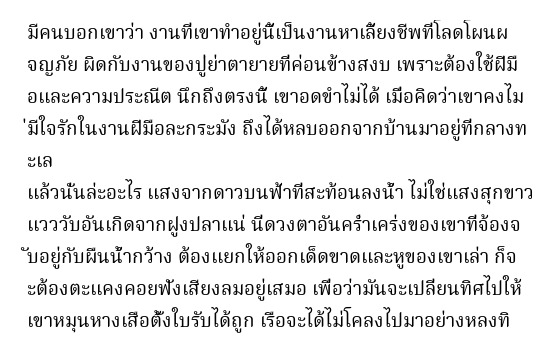 มีคนบอกเขาว่า งานที่เขาทำอยู่นี้เป็นงานหาเลี้ยงชีพที่โลดโผนผ
จญภัย ผิดกับงานของปู่ย่าตายายที่ค่อนข้างสงบ เพราะต้องใช้ฝีมื
อและความประณีต นึกถึงตรงนี้ เขาอดขำไม่ได้ เมื่อคิดว่าเขาคงไม
่มีใจรักในงานฝีมือละกระมัง ถึงได้หลบออกจากบ้านมาอยู่ที่กลางท
ะเล
แล้วนั่นล่ะอะไร แสงจากดาวบนฟ้าที่สะท้อนลงน้ำ ไม่ใช่แสงสุกขาว
แวววับอันเกิดจากฝูงปลาแน่ นี่ดวงตาอันคร่ำเคร่งของเขาที่จ้องจ
ับอยู่กับผืนน้ำกว้าง ต้องแยกให้ออกเด็ดขาดและหูของเขาเล่า ก็จ
ะต้องตะแคงคอยฟังเสียงลมอยู่เสมอ เพื่อว่ามันจะเปลี่ยนทิศไปให้
เขาหมุนหางเสือตั้งใบรับได้ถูก เรือจะได้ไม่โคลงไปมาอย่างหลงทิ